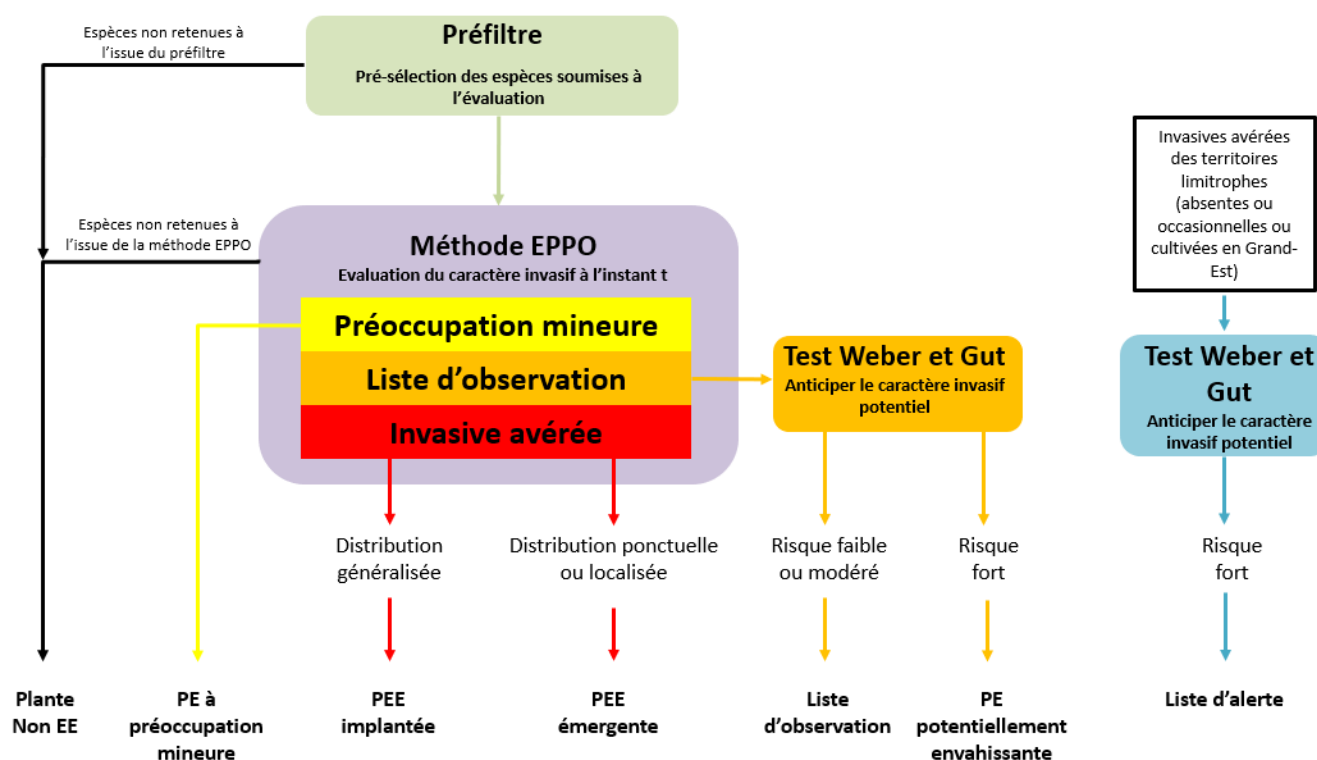 Espèces non retenues à
l'issue du préfiltre
Préfiltre
Pré-sélection des espèces soumises à
l'évaluation
Invasives avérées
des territoires
limitrophes
(absentes ou
occasionnelles ou
cultivées en Grand-
Est)
Espèces non retenues à
l'issue de la méthode EPPO
Méthode EPPO
Evaluation du caractère invasif à l'instant t
Préoccupation mineure
Liste d'observation
Invasive avérée
Test Weber et Gut
Anticiper le caractère invasif
potentiel
Test Weber et
Gut
Anticiper le caractère
invasif potentiel
Distribution
généralisée
Distribution ponctuelle
ou localisée
Risque faible
ou modéré
Risque
fort
Risque
fort
Plante
Non EE
PE à
préoccupation
mineure
PEE
implantée
PEE
émergente
Liste
d'observation
PE
potentiellement
envahissante
Liste d'alerte